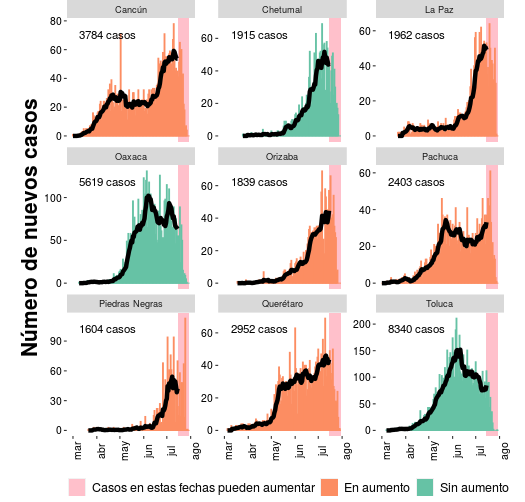 Número de nuevos casos
Cancún
3784 casos
80
60
40
20
0
Chetumal
1915 casos
60
40
20
0
La Paz
1962 casos
60
40
20
0
Oaxaca
5619 casos
100
50
0
Orizaba
1839 casos
60
40
20
0
Pachuca
2403 casos
60
40
20
0
Piedras Negras
1604 casos
90
60
30
0
Querétaro
2952 casos
60
40
20
0
Toluca
8340 casos
200
150
100
50
0
mar abr may jun jul ago
mar abr may jun jul ago
mar abr may jun jul ago
Casos en estas fechas pueden aumentar En aumento Sin aumento